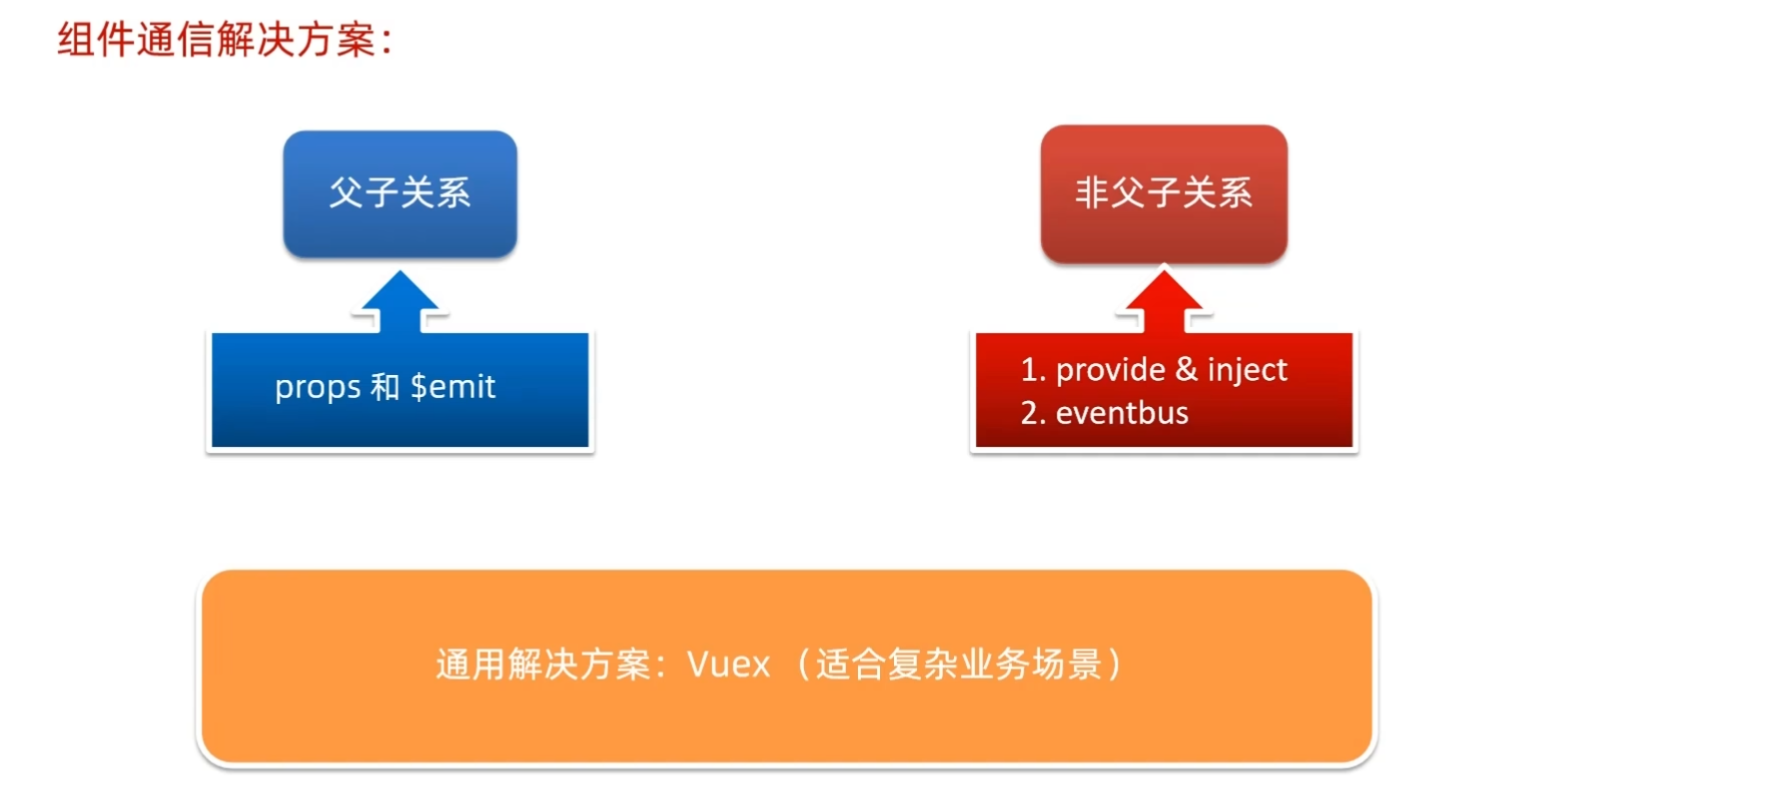 组件通信解决方案：
父子关系
非父子关系
props 和 $emit
1. provide & inject
2. eventbus
通用解决方案：Vuex （适合复杂业务场景）